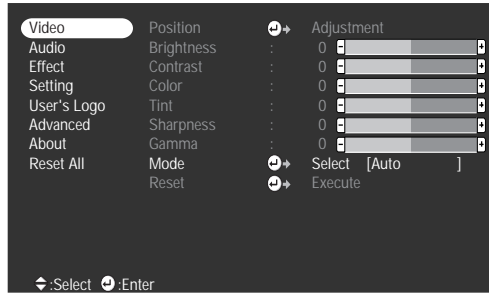 Video Position Adjustment
Audio Brightness : 0 - +
Effect Contrast : 0 - +
Setting Color : 0 - +
User's Logo Tint : 0 - +
Advanced Sharpness : 0 - +
About Gamma : 0 - +
Reset All Mode Select [Auto ]
Reset Execute
:Select :Enter